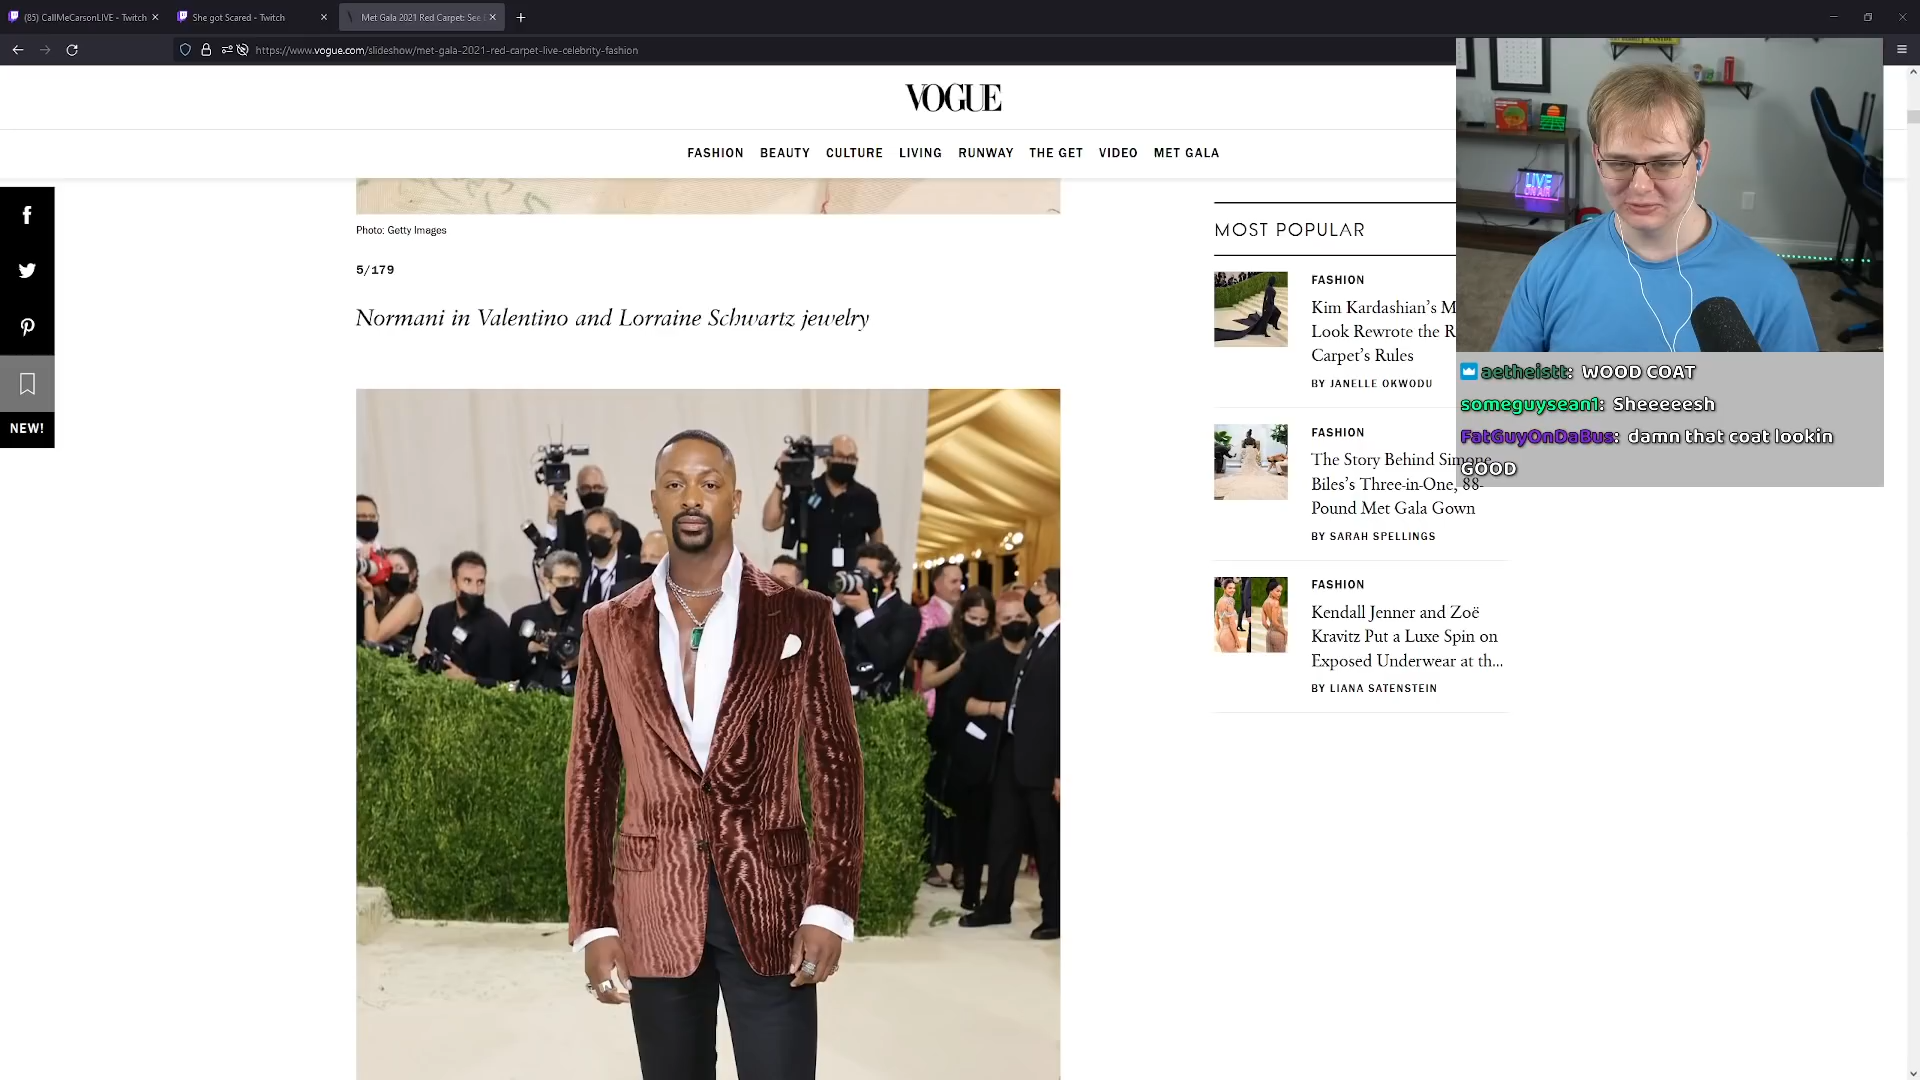 (85) CallMeCarsonLIVE - Twitch
She got Scared - Twitch
Met Gala 2021 Red Carpet: See
https://www.vogue.com/slideshow/met-gala-2021-red-carpet-live-celebrity-fashion
VOGUE
FASHION BEAUTY CULTURE LIVING RUNWAY THE GET VIDEO MET GALA
NEW!
Photo: Getty Images
5/179
Normani in Valentino and Lorraine Schwartz jewelry
MOST POPULAR
FASHION
Kim Kardashian’s M
Look Rewrote the R
Carpet’s Rules
BY JANELLE OKWODU
FASHION
The Story Behind Simone
Biles’s Three-in-One, 88-
Pound Met Gala Gown
BY SARAH SPELLINGS
FASHION
Kendall Jenner and Zoë
Kravitz Put a Luxe Spin on
Exposed Underwear at th...
BY LIANA SATENSTEIN
LIVE
ON AIR
aetheistt: WOOD COAT
someguysean1: Sheeeeesh
FatGuyOnDaBus: damn that coat lookin
GOOD